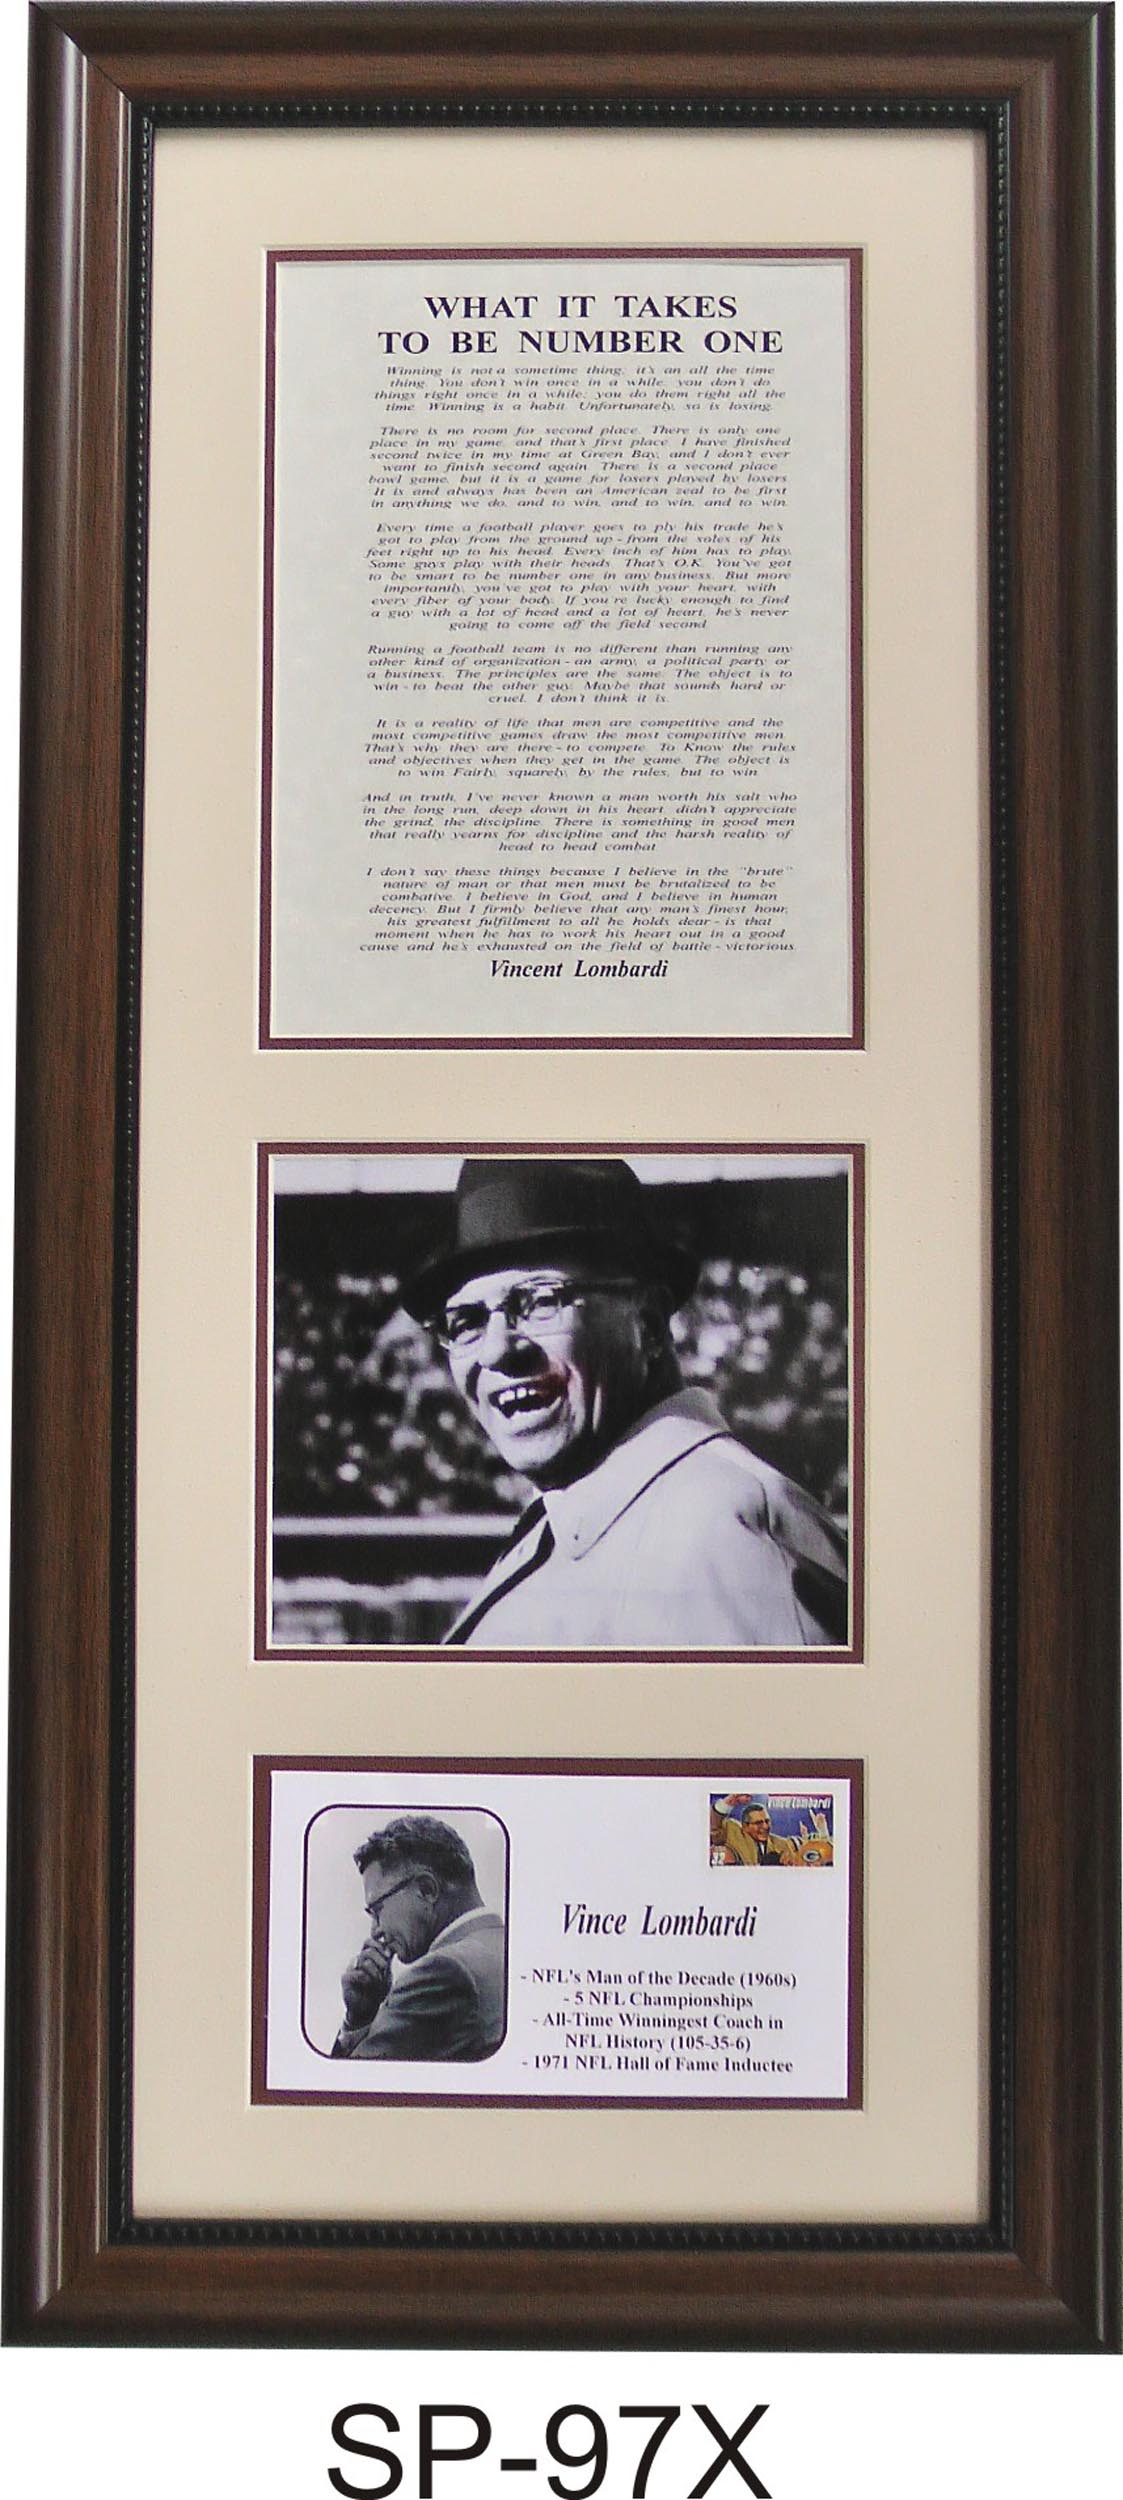 WHAT IT TAKES
TO BE NUMBER ONE
Winning is not a sometime thing, it's an all the time
thing. You don't win once in a while, you don't do
things right once in a while; you do them right all the
time. Winning is a habit. Unfortunately, so is losing.
There is no room for second place. There is only one
place in my game, and that's first place. I have finished
second twice in my time at Green Bay, and I don't ever
want to finish second again. There is a second place
bowl game, but it is a game for losers played by losers.
It is and always has been an American zeal to be first
in anything we do, and to win, and to win, and to win.
Every time a football player goes to ply his trade he's
got to play from the ground up - from the soles of his
feet right up to his head. Every inch of him has to play.
Some guys play with their heads. That's O.K. You've got
to be smart to be number one in any business. But more
importantly, you've got to play with your heart, with
every fiber of your body. If you're lucky enough to find
a guy with a lot of head and a lot of heart, he's never
going to come off the field second.
Running a football team is no different than running any
other kind of organization - an army, a political party or
a business. The principles are the same. The object is to
win - to beat the other guy. Maybe that sounds hard or
cruel. I don't think it is.
It is a reality of life that men are competitive and the
most competitive games draw the most competitive men.
That's why they are there - to compete. To Know the rules
and objectives when they get in the game. The object is
to win Fairly, squarely, by the rules, but to win.
And in truth, I've never known a man worth his salt who
in the long run, deep down in his heart, didn't appreciate
the grind, the discipline. There is something in good men
that really yearns for discipline and the harsh reality of
head to head combat.
I don't say these things because I believe in the "brute"
nature of man or that men must be brutalized to be
combative. I believe in God, and I believe in human
decency. But I firmly believe that any man's finest hour,
his greatest fulfillment to all he holds dear - is that
moment when he has to work his heart out in a good
cause and he's exhausted on the field of battle - victorious.
Vincent Lombardi
Vince Lombardi
32
G
Vince Lombardi
- NFL's Man of the Decade (1960s)
- 5 NFL Championships
- All-Time Winningest Coach in
NFL History (105-35-6)
- 1971 NFL Hall of Fame Inductee
SP-97X